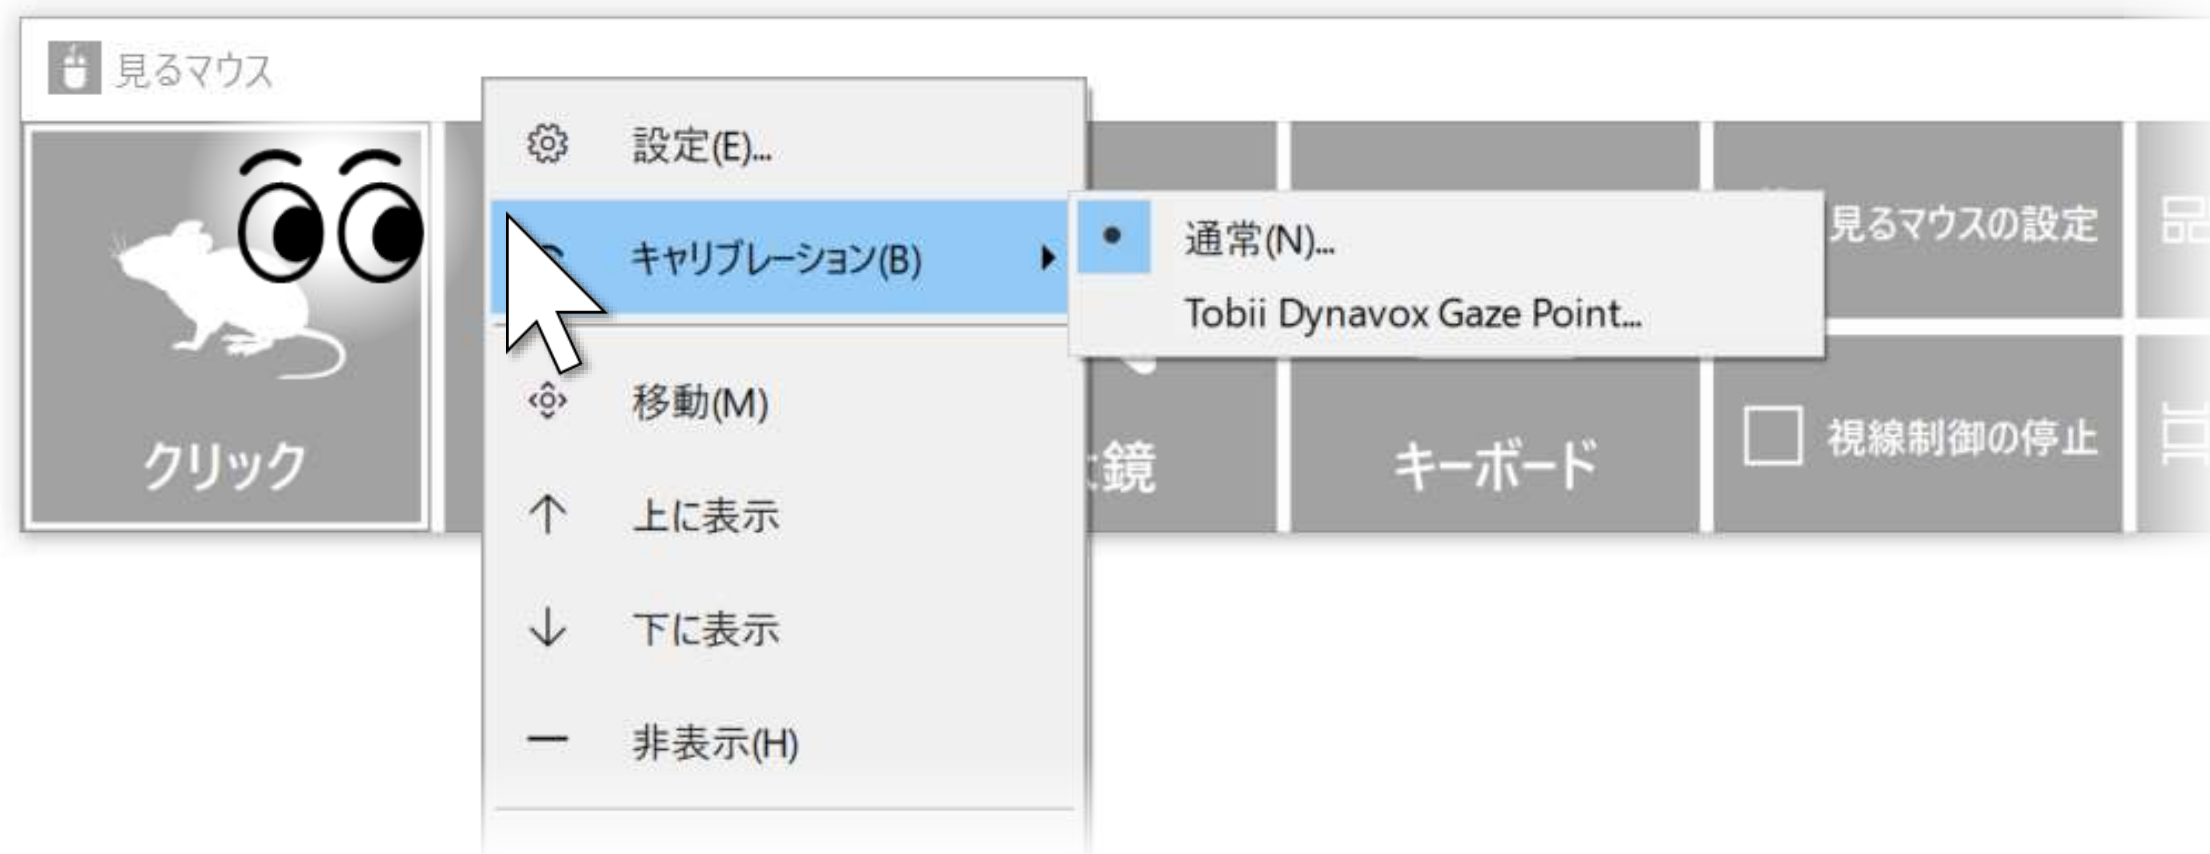 見るマウス
設定(E)...
キャリブレーション(B)
通常(N)...
Tobii Dynavox Gaze Point...
移動(M)
上に表示
下に表示
非表示(H)
クリック
鏡
キーボード
見るマウスの設定
視線制御の停止